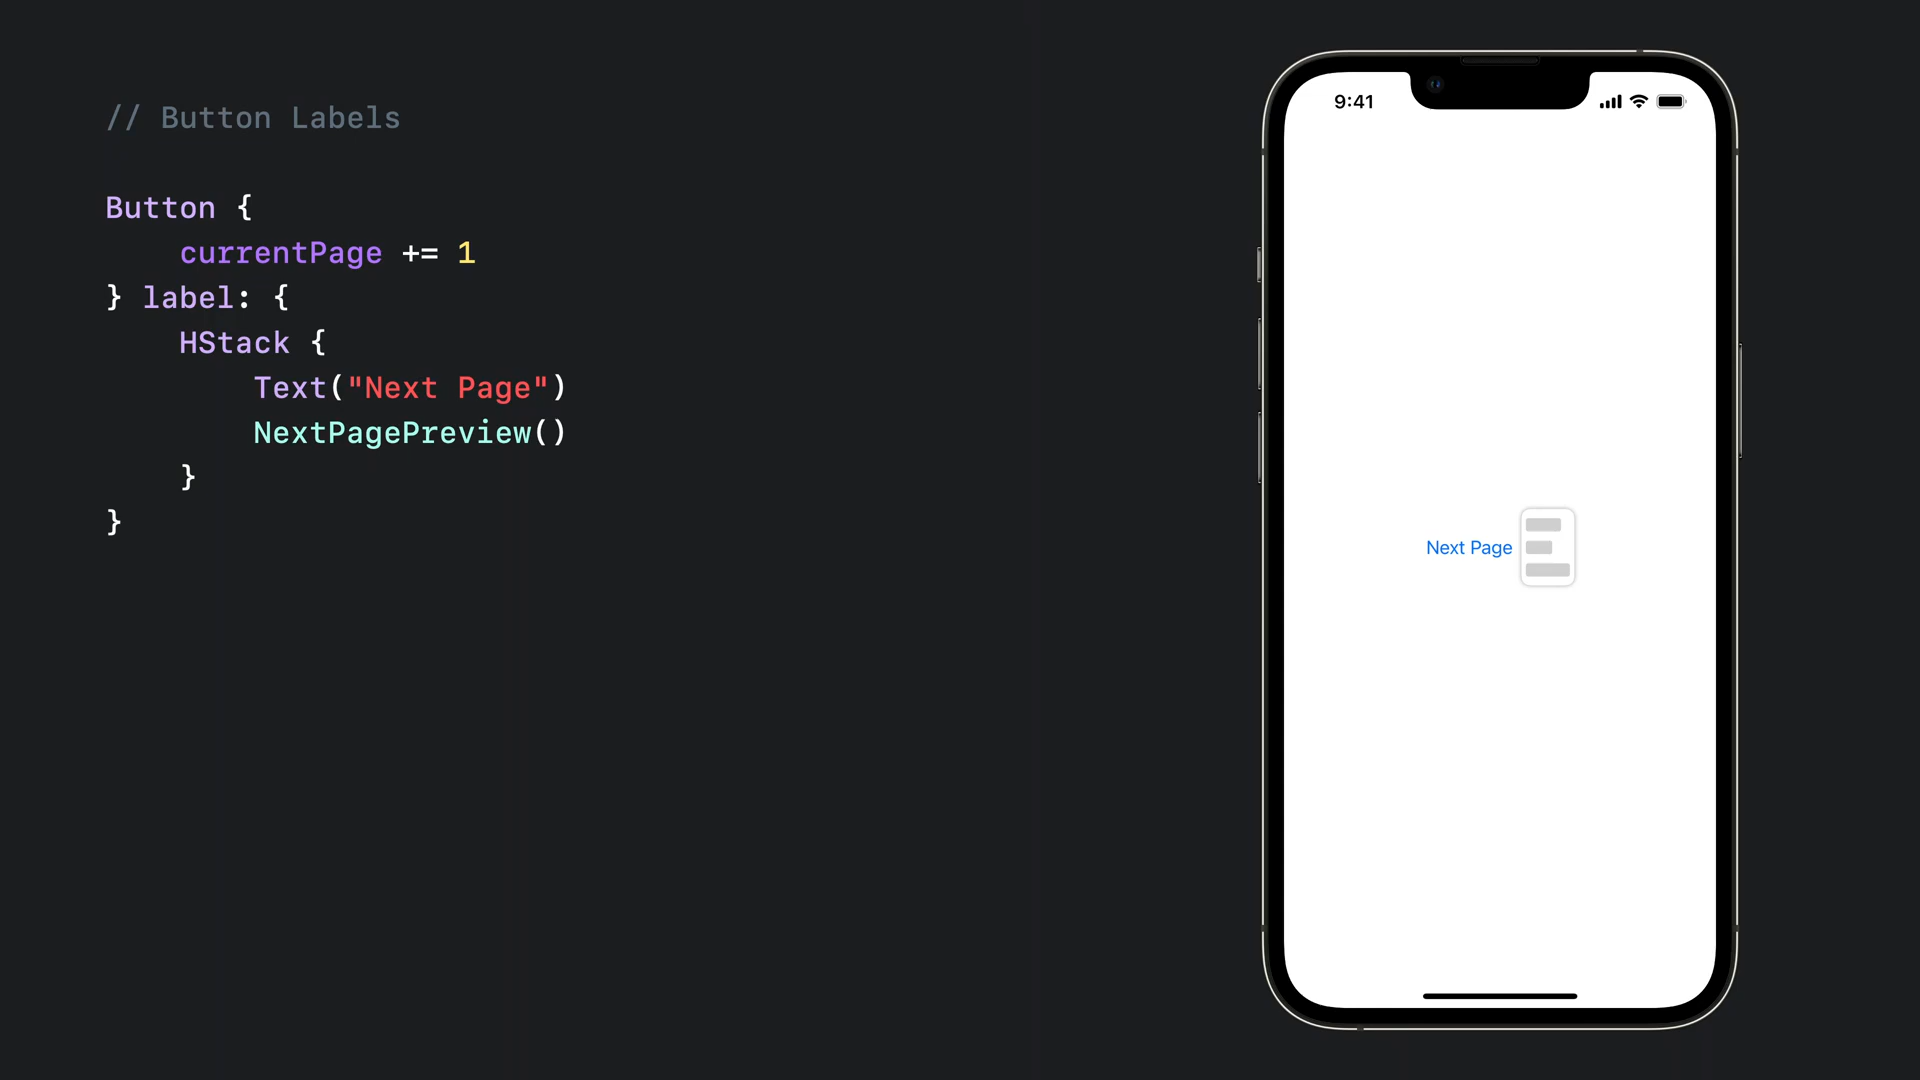 // Button Labels
Button {
    currentPage += 1
} label: {
    HStack {
        Text("Next Page")
        NextPagePreview()
    }
}
9:41
Next Page